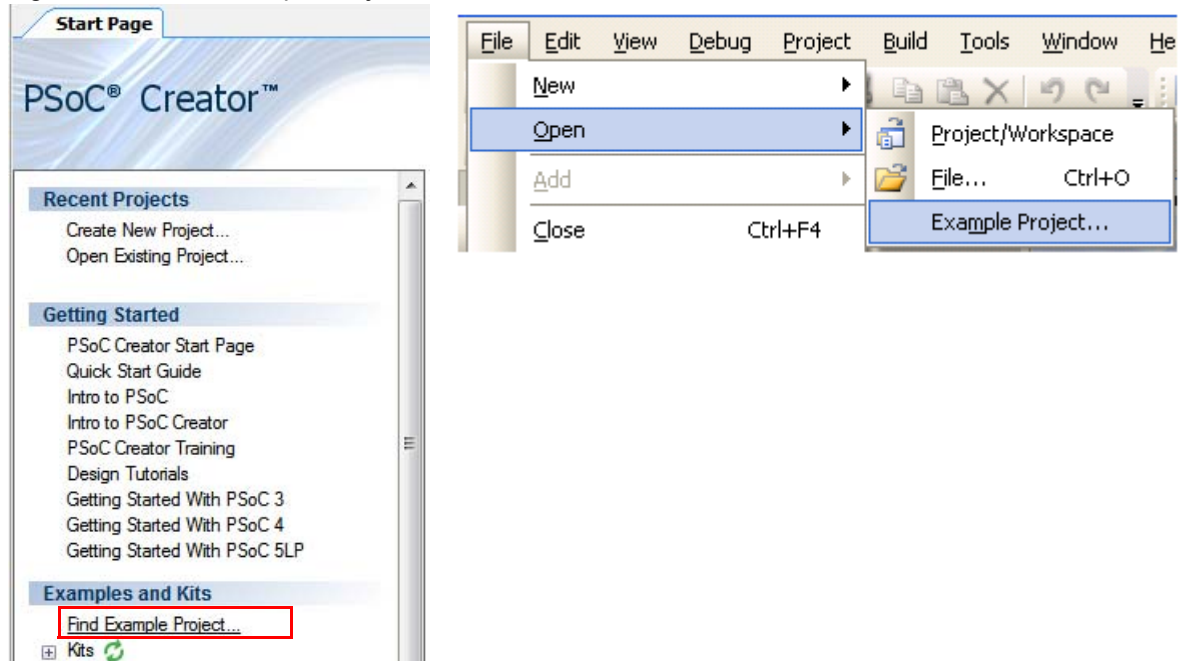 Start Page
PSoC® Creator™
Recent Projects
Create New Project...
Open Existing Project...
Getting Started
PSoC Creator Start Page
Quick Start Guide
Intro to PSoC
Intro to PSoC Creator
PSoC Creator Training
Design Tutorials
Getting Started With PSoC 3
Getting Started With PSoC 4
Getting Started With PSoC 5LP
Examples and Kits
Find Example Project...
Kits
File Edit View Debug Project Build Tools Window He
New
Open
Add
Close Ctrl+F4
Project/Workspace
File... Ctrl+O
Example Project...